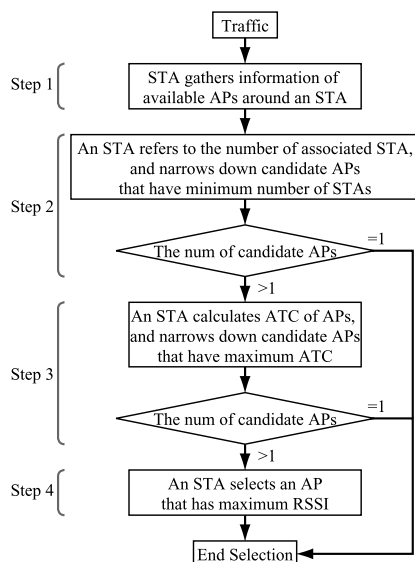 Traffic
Step 1
STA gathers information of
available APs around an STA
Step 2
An STA refers to the number of associated STA,
and narrows down candidate APs
that have minimum number of STAs
The num of candidate APs
=1
>1
Step 3
An STA calculates ATC of APs,
and narrows down candidate APs
that have maximum ATC
The num of candidate APs
=1
>1
Step 4
An STA selects an AP
that has maximum RSSI
End Selection